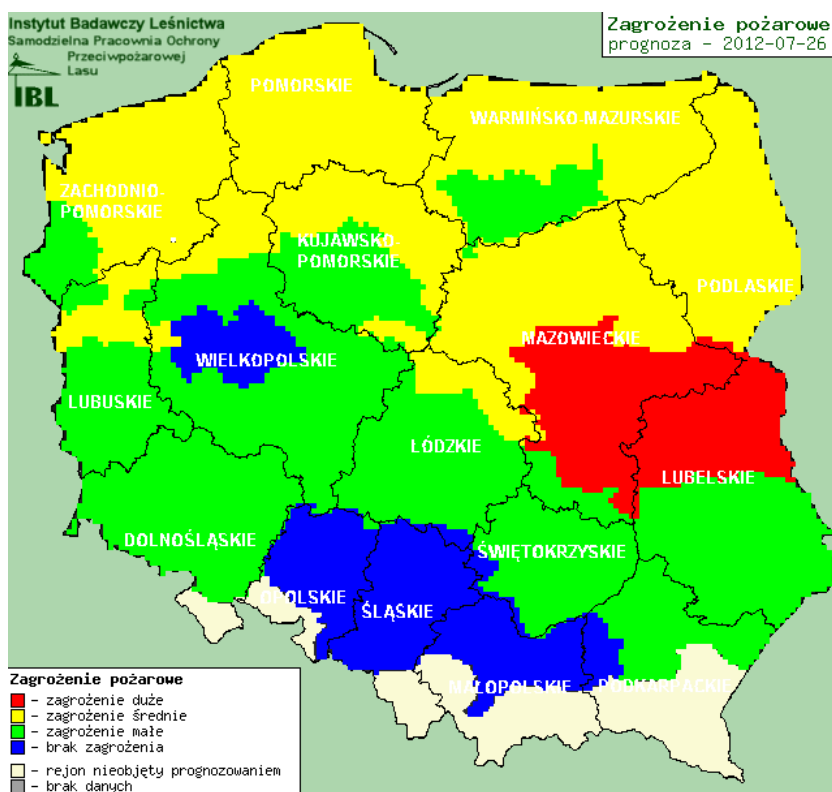 Instytut Badawczy Leśnictwa
Samodzielna Pracownia Ochrony
Przeciwpożarowej
Lasu
IBL
Zagrożenie pożarowe
prognoza - 2012-07-26
POMORSKIE
WARMIŃSKO-MAZURSKIE
ZACHODNIO-
POMORSKIE
KUJAWSKO-
POMORSKIE
PODLASKIE
MAZOWIECKIE
WIELKOPOLSKIE
LUBUSKIE
ŁÓDZKIE
LUBELSKIE
DOLNOŚLĄSKIE
ŚWIĘTOKRZYSKIE
OPOLSKIE
ŚLĄSKIE
MAŁOPOLSKIE
PODKARPACKIE
Zagrożenie pożarowe
- zagrożenie duże
- zagrożenie średnie
- zagrożenie małe
- brak zagrożenia
- rejon nieobjęty prognozowaniem
- brak danych